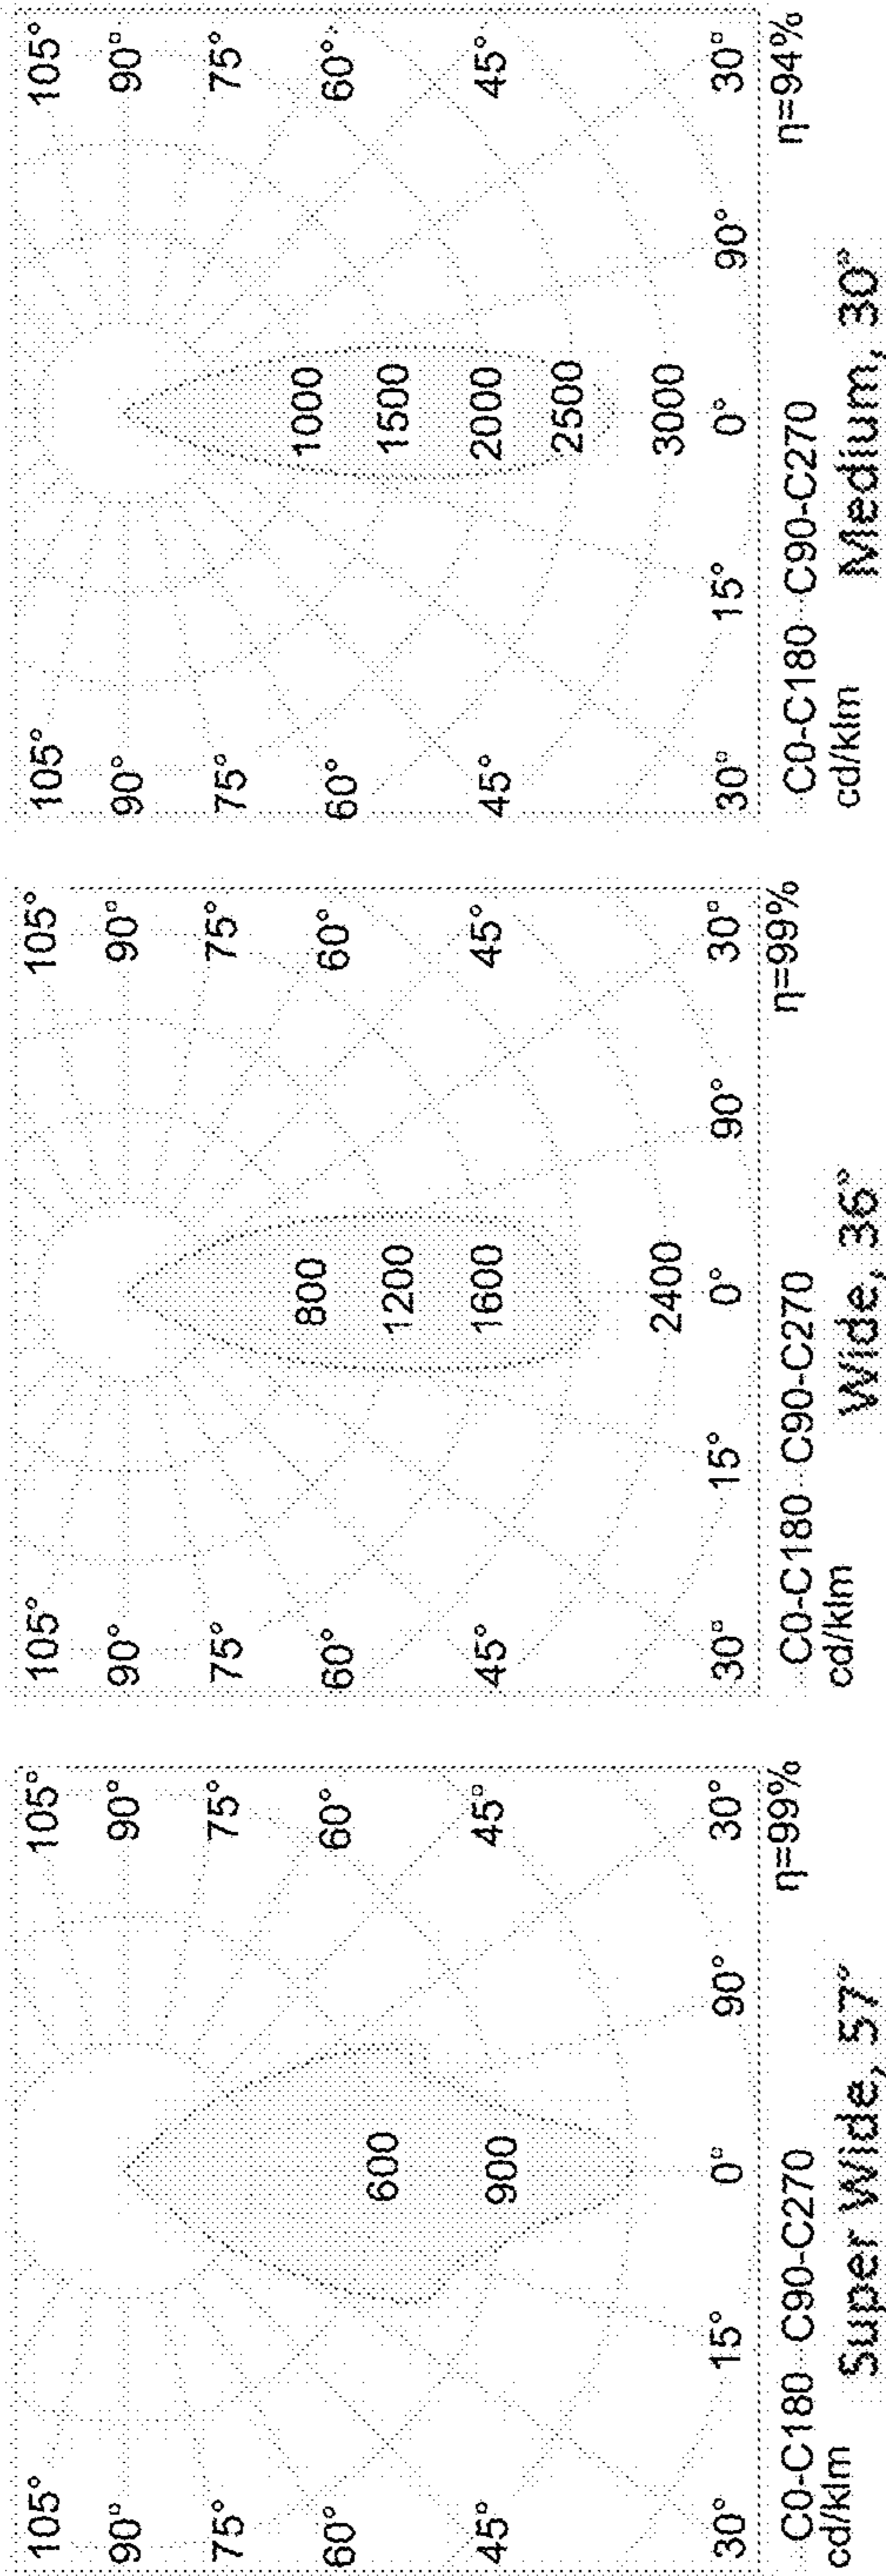 105° 105°
90° 90°
75° 75°
60° 60°
600
45° 900 45°
30° 15° 0° 90° 30°
C0-C180 C90-C270 η=99%
cd/klm
Super Wide, 57°
105° 105°
90° 90°
75° 75°
60° 800 60°
1200
45° 1600 45°
2400
30° 15° 0° 90° 30°
C0-C180 C90-C270 η=99%
cd/klm
Wide, 36°
105° 105°
90° 90°
75° 75°
60° 1000 60°
1500
45° 2000 45°
2500
3000
30° 15° 0° 90° 30°
C0-C180 C90-C270 η=94%
cd/klm
Medium, 30°